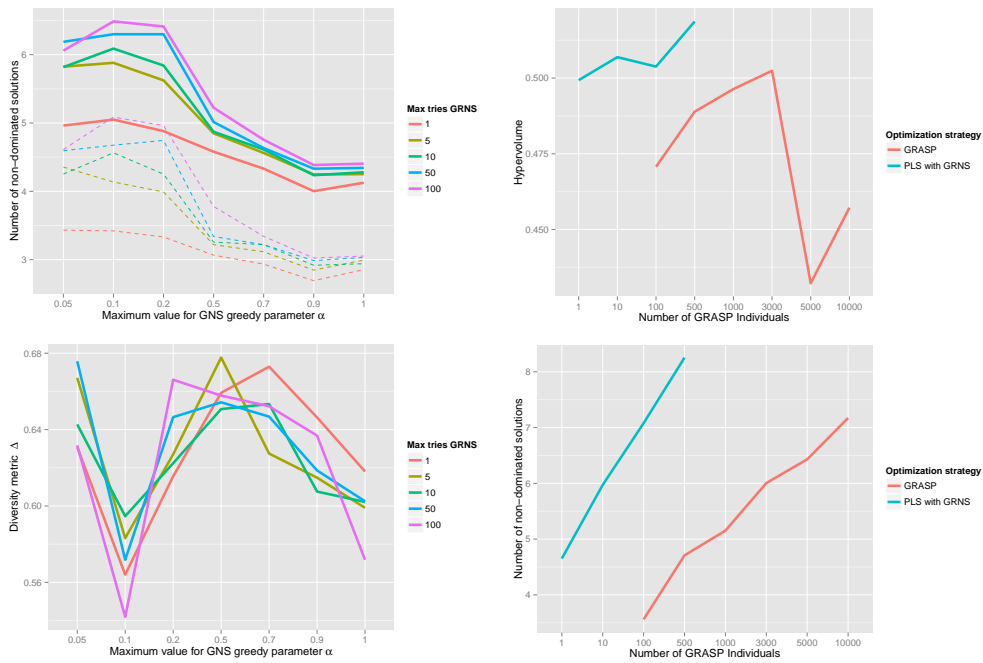 Number of non−dominated solutions
6
5
4
3
0.05 0.1 0.2 0.5 0.7 0.9 1
Maximum value for GNS greedy parameter α
Max tries GRNS
1
5
10
50
100
Hypervolume
0.500
0.475
0.450
1 10 100 500 1000 3000 5000 10000
Number of GRASP Individuals
Optimization strategy
GRASP
PLS with GRNS
Diversity metric Δ
0.68
0.64
0.60
0.56
0.05 0.1 0.2 0.5 0.7 0.9 1
Maximum value for GNS greedy parameter α
Max tries GRNS
1
5
10
50
100
Number of non−dominated solutions
8
7
6
5
4
1 10 100 500 1000 3000 5000 10000
Number of GRASP Individuals
Optimization strategy
GRASP
PLS with GRNS